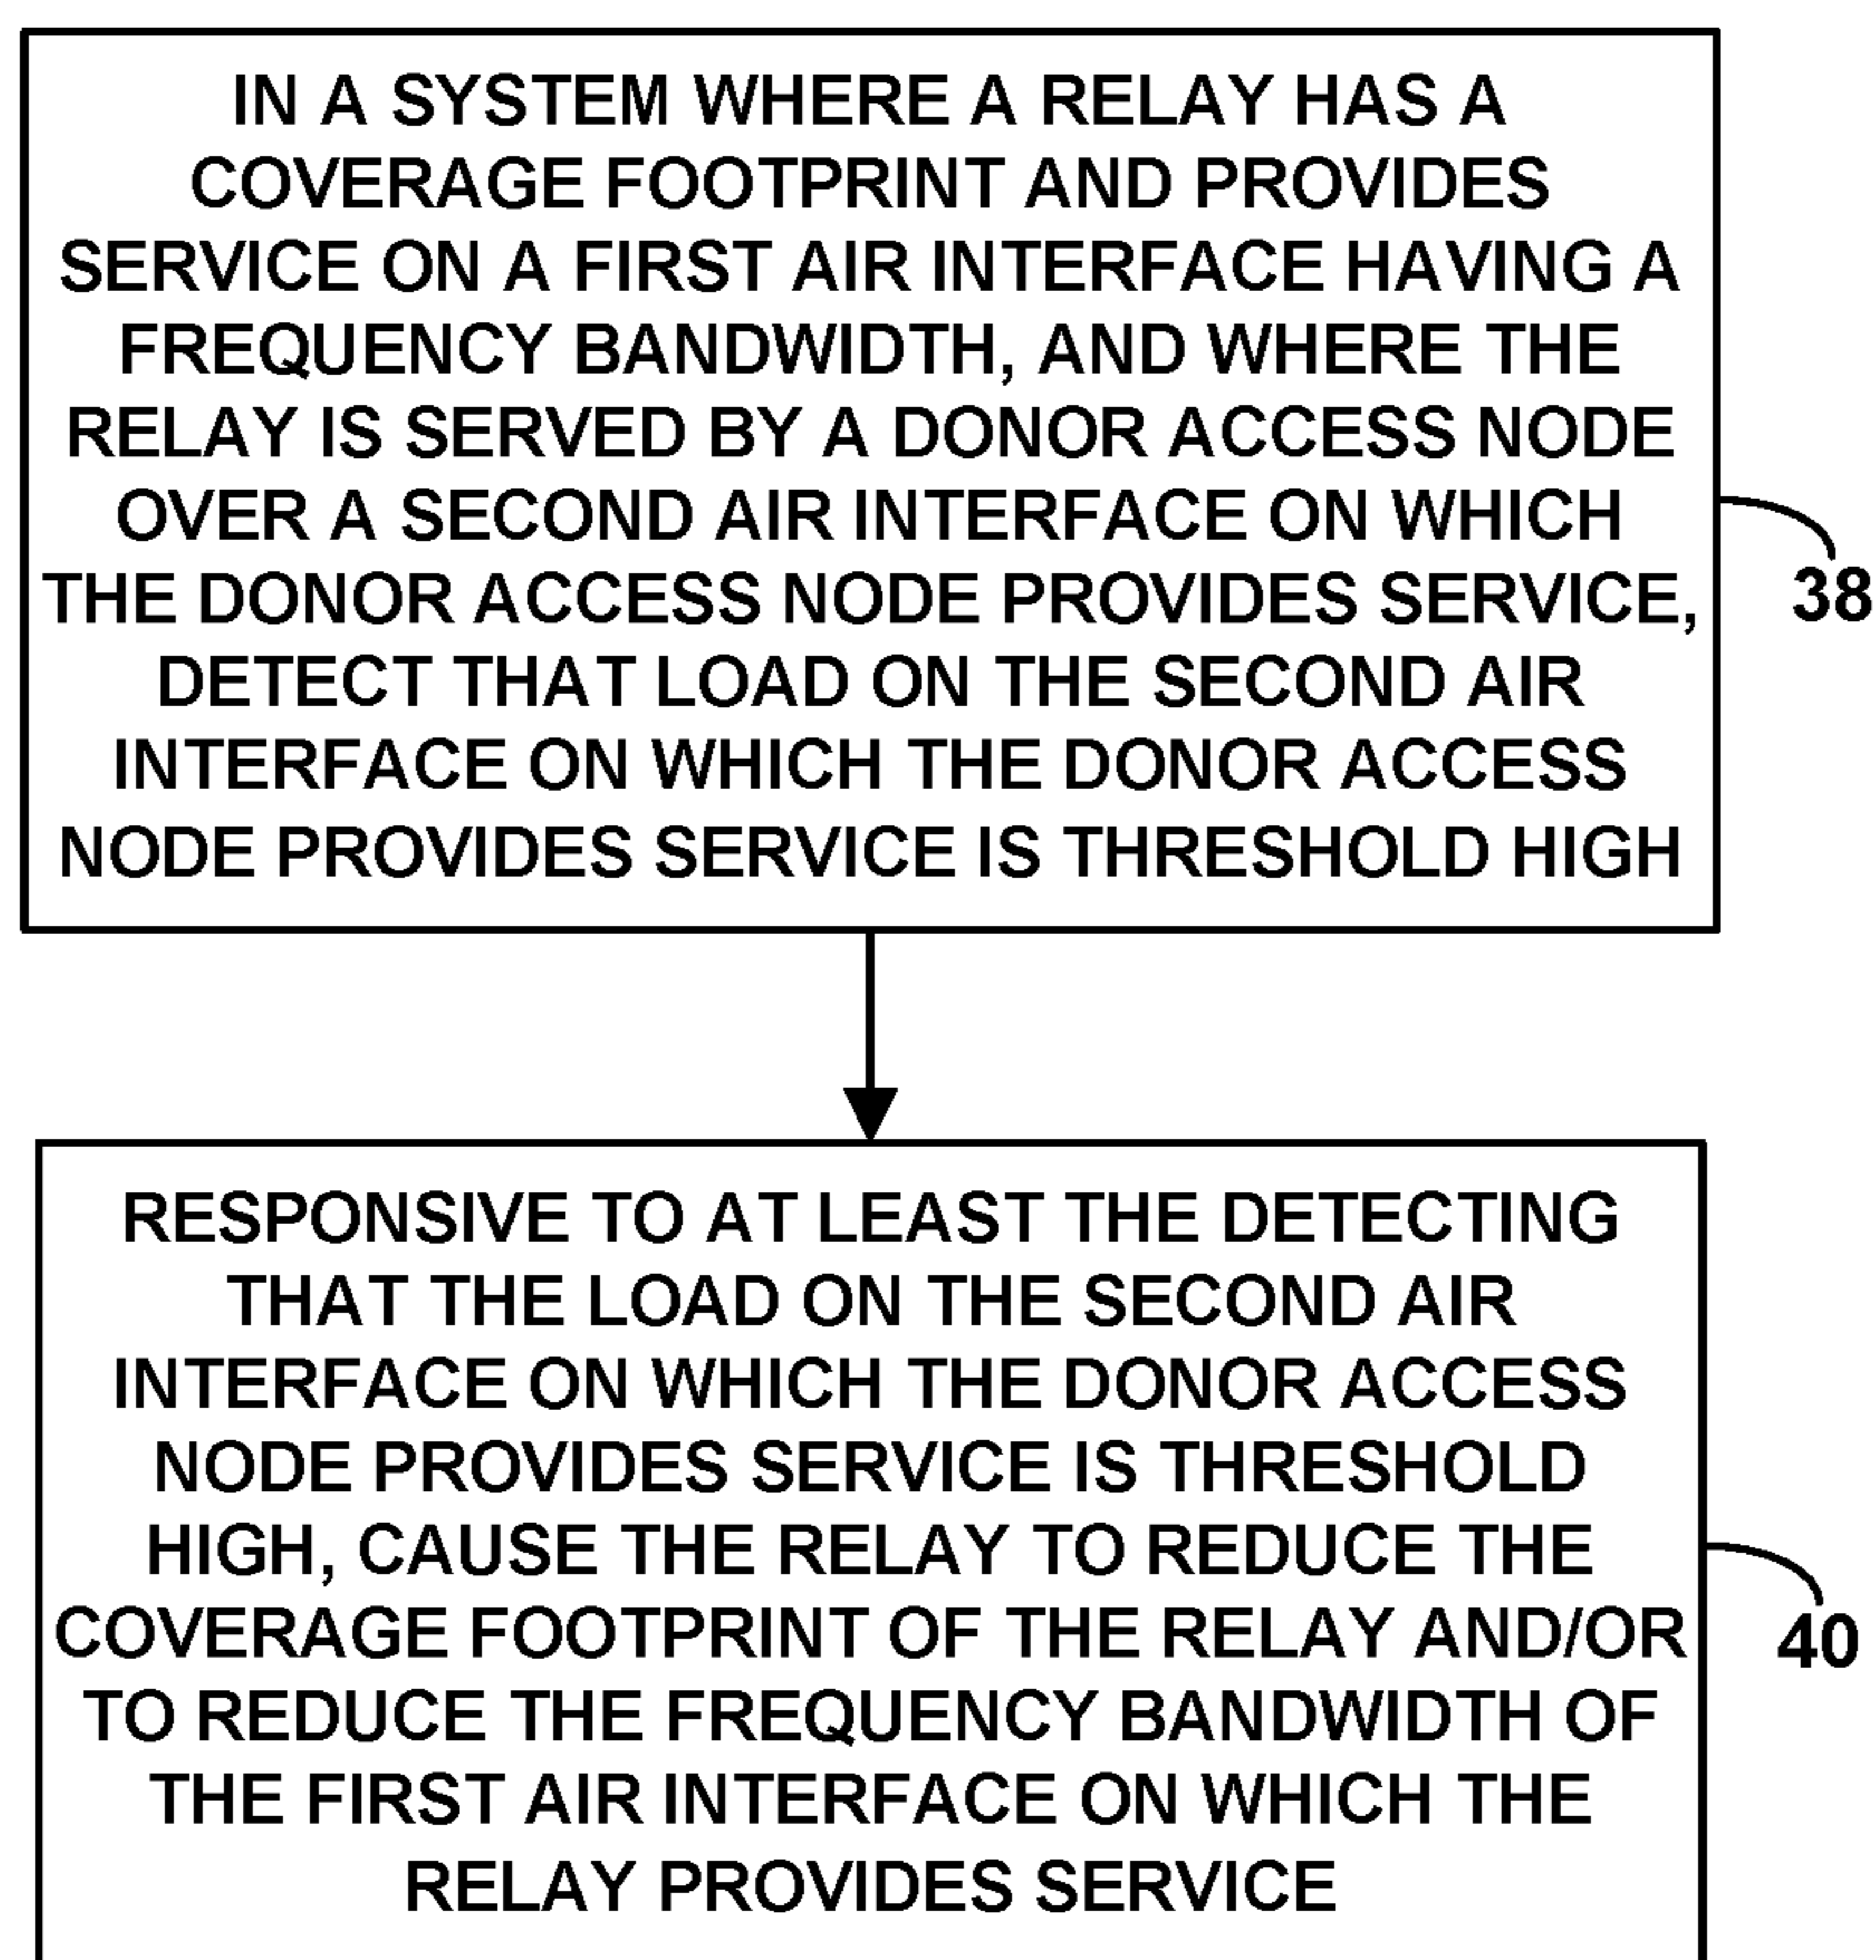 IN A SYSTEM WHERE A RELAY HAS A
COVERAGE FOOTPRINT AND PROVIDES
SERVICE ON A FIRST AIR INTERFACE HAVING A
FREQUENCY BANDWIDTH, AND WHERE THE
RELAY IS SERVED BY A DONOR ACCESS NODE
OVER A SECOND AIR INTERFACE ON WHICH
THE DONOR ACCESS NODE PROVIDES SERVICE,
DETECT THAT LOAD ON THE SECOND AIR
INTERFACE ON WHICH THE DONOR ACCESS
NODE PROVIDES SERVICE IS THRESHOLD HIGH
38
RESPONSIVE TO AT LEAST THE DETECTING
THAT THE LOAD ON THE SECOND AIR
INTERFACE ON WHICH THE DONOR ACCESS
NODE PROVIDES SERVICE IS THRESHOLD
HIGH, CAUSE THE RELAY TO REDUCE THE
COVERAGE FOOTPRINT OF THE RELAY AND/OR
TO REDUCE THE FREQUENCY BANDWIDTH OF
THE FIRST AIR INTERFACE ON WHICH THE
RELAY PROVIDES SERVICE
40